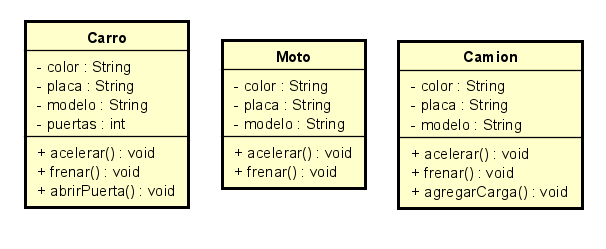 Carro
- color : String
- placa : String
- modelo : String
- puertas : int
+ acelerar() : void
+ frenar() : void
+ abrirPuerta() : void
Moto
- color : String
- placa : String
- modelo : String
+ acelerar() : void
+ frenar() : void
Camion
- color : String
- placa : String
- modelo : String
+ acelerar() : void
+ frenar() : void
+ agregarCarga() : void